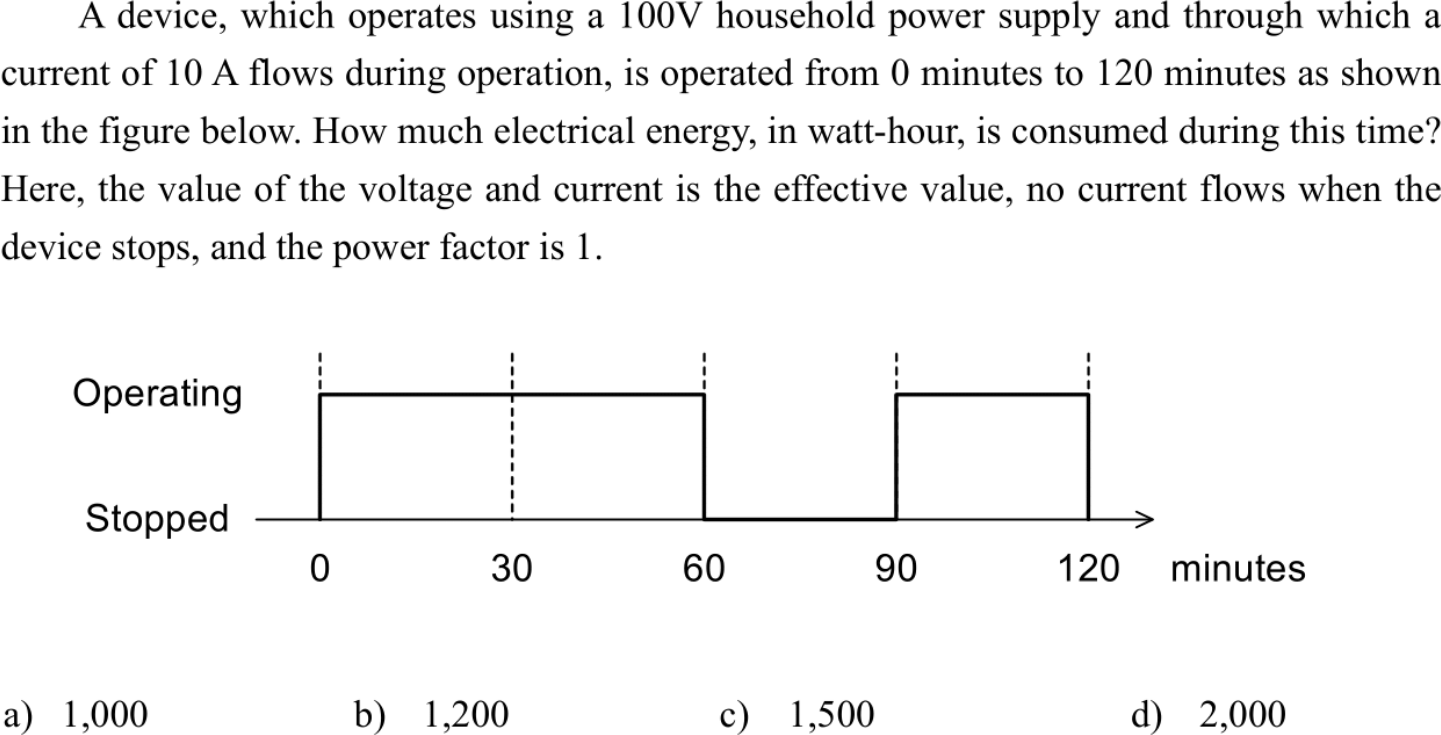 A device, which operates using a 100V household power supply and through which a
current of 10 A flows during operation, is operated from 0 minutes to 120 minutes as shown
in the figure below. How much electrical energy, in watt-hour, is consumed during this time?
Here, the value of the voltage and current is the effective value, no current flows when the
device stops, and the power factor is 1.
Operating
Stopped
0 30 60 90 120 minutes
a) 1,000 b) 1,200 c) 1,500 d) 2,000